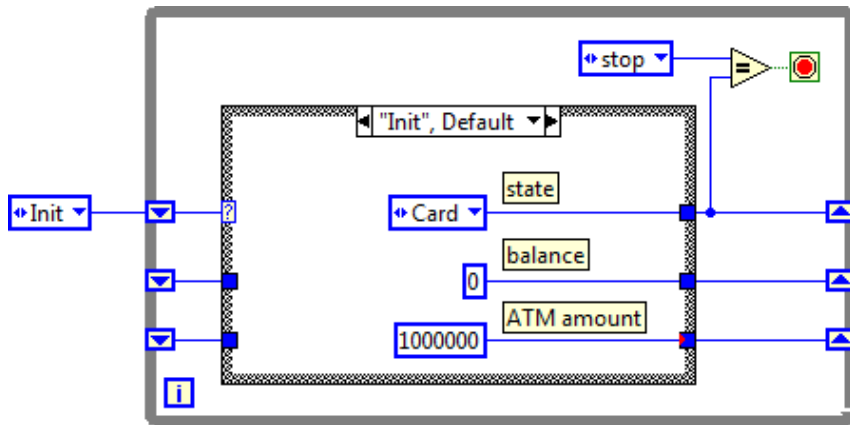 stop
=
"Init", Default
state
Init
?
Card
balance
0
ATM amount
1000000
i